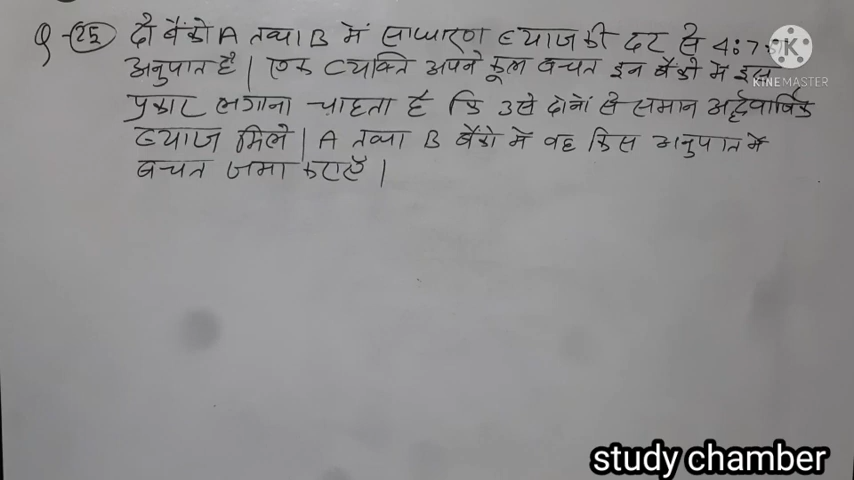 Q-25 दो बैंको A तथा B में साधारण ब्याज की दर से 4:7 का
अनुपात है | एक व्यक्ति अपने कूल बचत इन बैंको में इस
प्रकार लगाना चाहता है कि उसे दोनों से समान अर्द्धवार्षिक
ब्याज मिले | A तथा B बैंको में वह किस अनुपात में
बचत जमा कराएँ |
K
KINEMASTER
study chamber